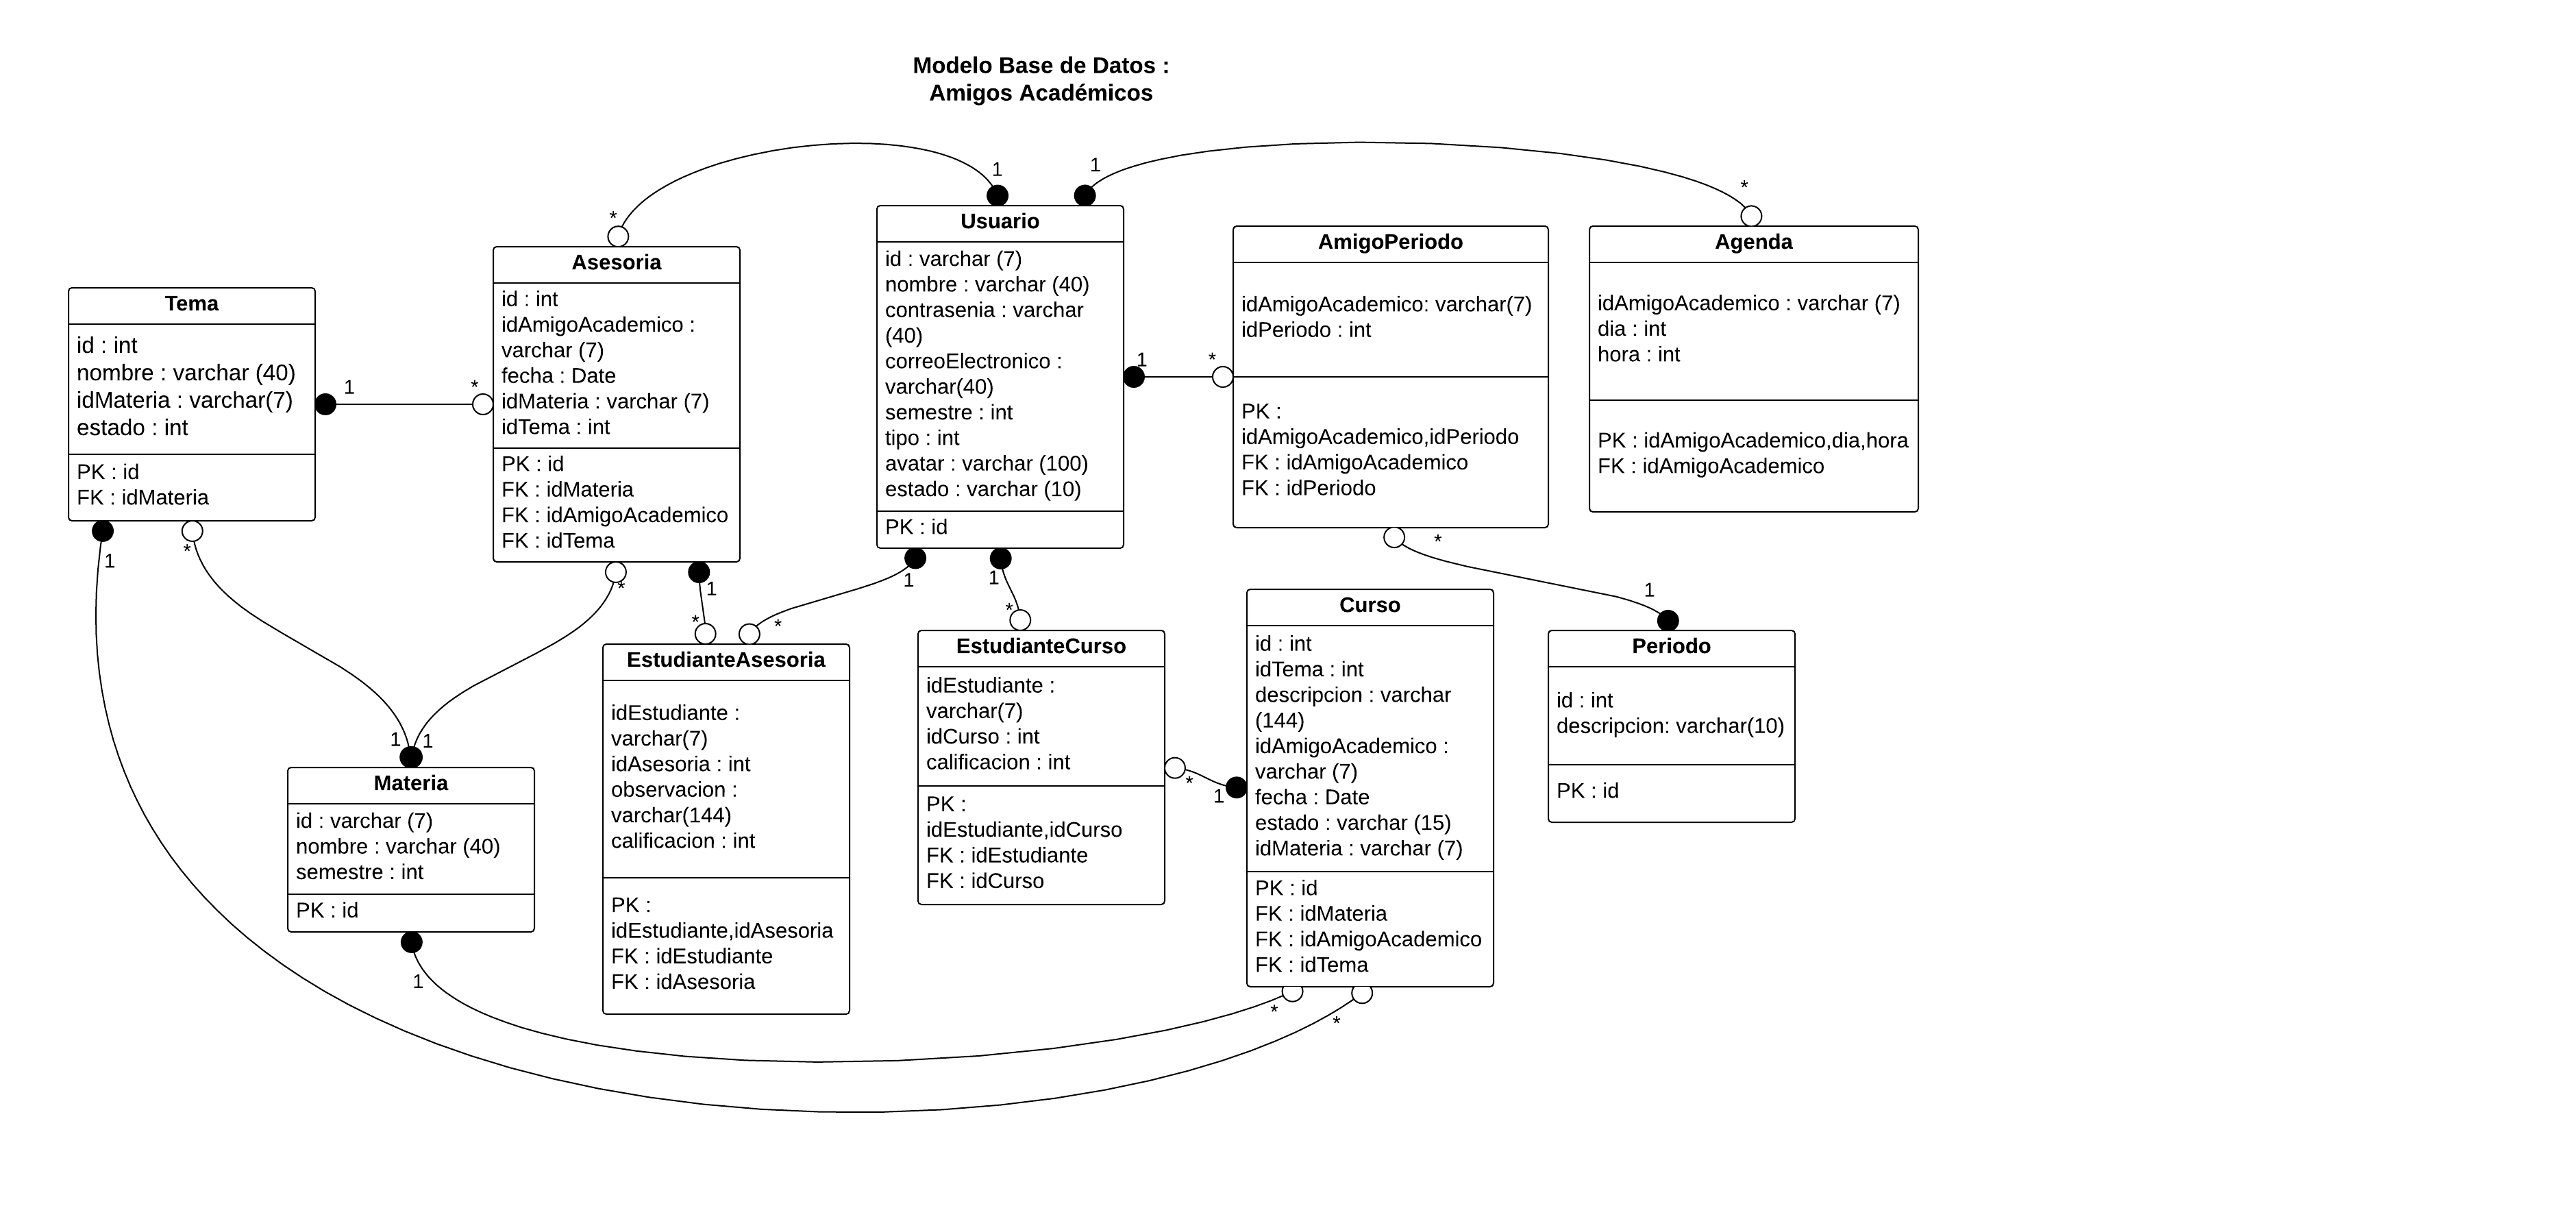 Modelo Base de Datos :
Amigos Académicos
1
1
*
*
Usuario
id : varchar (7)
nombre : varchar (40)
contrasenia : varchar
(40)
correoElectronico :
varchar(40)
semestre : int
tipo : int
avatar : varchar (100)
estado : varchar (10)
PK : id
AmigoPeriodo
idAmigoAcademico: varchar(7)
idPeriodo : int
PK :
idAmigoAcademico,idPeriodo
FK : idAmigoAcademico
FK : idPeriodo
Agenda
idAmigoAcademico : varchar (7)
dia : int
hora : int
PK : idAmigoAcademico,dia,hora
FK : idAmigoAcademico
Asesoria
id : int
idAmigoAcademico :
varchar (7)
fecha : Date
idMateria : varchar (7)
idTema : int
PK : id
FK : idMateria
FK : idAmigoAcademico
FK : idTema
Tema
id : int
nombre : varchar (40)
idMateria : varchar(7)
estado : int
PK : id
FK : idMateria
1
*
1
*
1
*
*
1
*
1
1
*
*
*
*
1
Curso
id : int
idTema : int
descripcion : varchar
(144)
idAmigoAcademico :
varchar (7)
fecha : Date
estado : varchar (15)
idMateria : varchar (7)
PK : id
FK : idMateria
FK : idAmigoAcademico
FK : idTema
EstudianteAsesoria
idEstudiante :
varchar(7)
idAsesoria : int
observacion :
varchar(144)
calificacion : int
PK :
idEstudiante,idAsesoria
FK : idEstudiante
FK : idAsesoria
EstudianteCurso
idEstudiante :
varchar(7)
idCurso : int
calificacion : int
PK :
idEstudiante,idCurso
FK : idEstudiante
FK : idCurso
Periodo
id : int
descripcion: varchar(10)
PK : id
1
1
*
1
Materia
id : varchar (7)
nombre : varchar (40)
semestre : int
PK : id
1
*
*